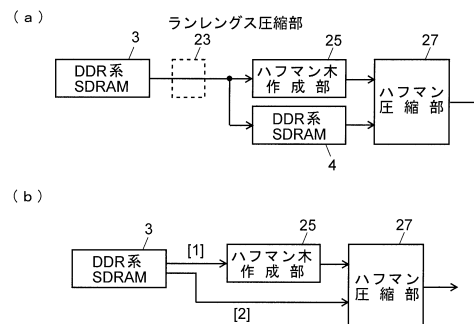 (a)
ランレングス圧縮部
3
23
25
27
DDR系
SDRAM
ハフマン木
作成部
ハフマン
圧縮部
DDR系
SDRAM
4
(b)
3
25
27
[1]
DDR系
SDRAM
ハフマン木
作成部
ハフマン
圧縮部
[2]